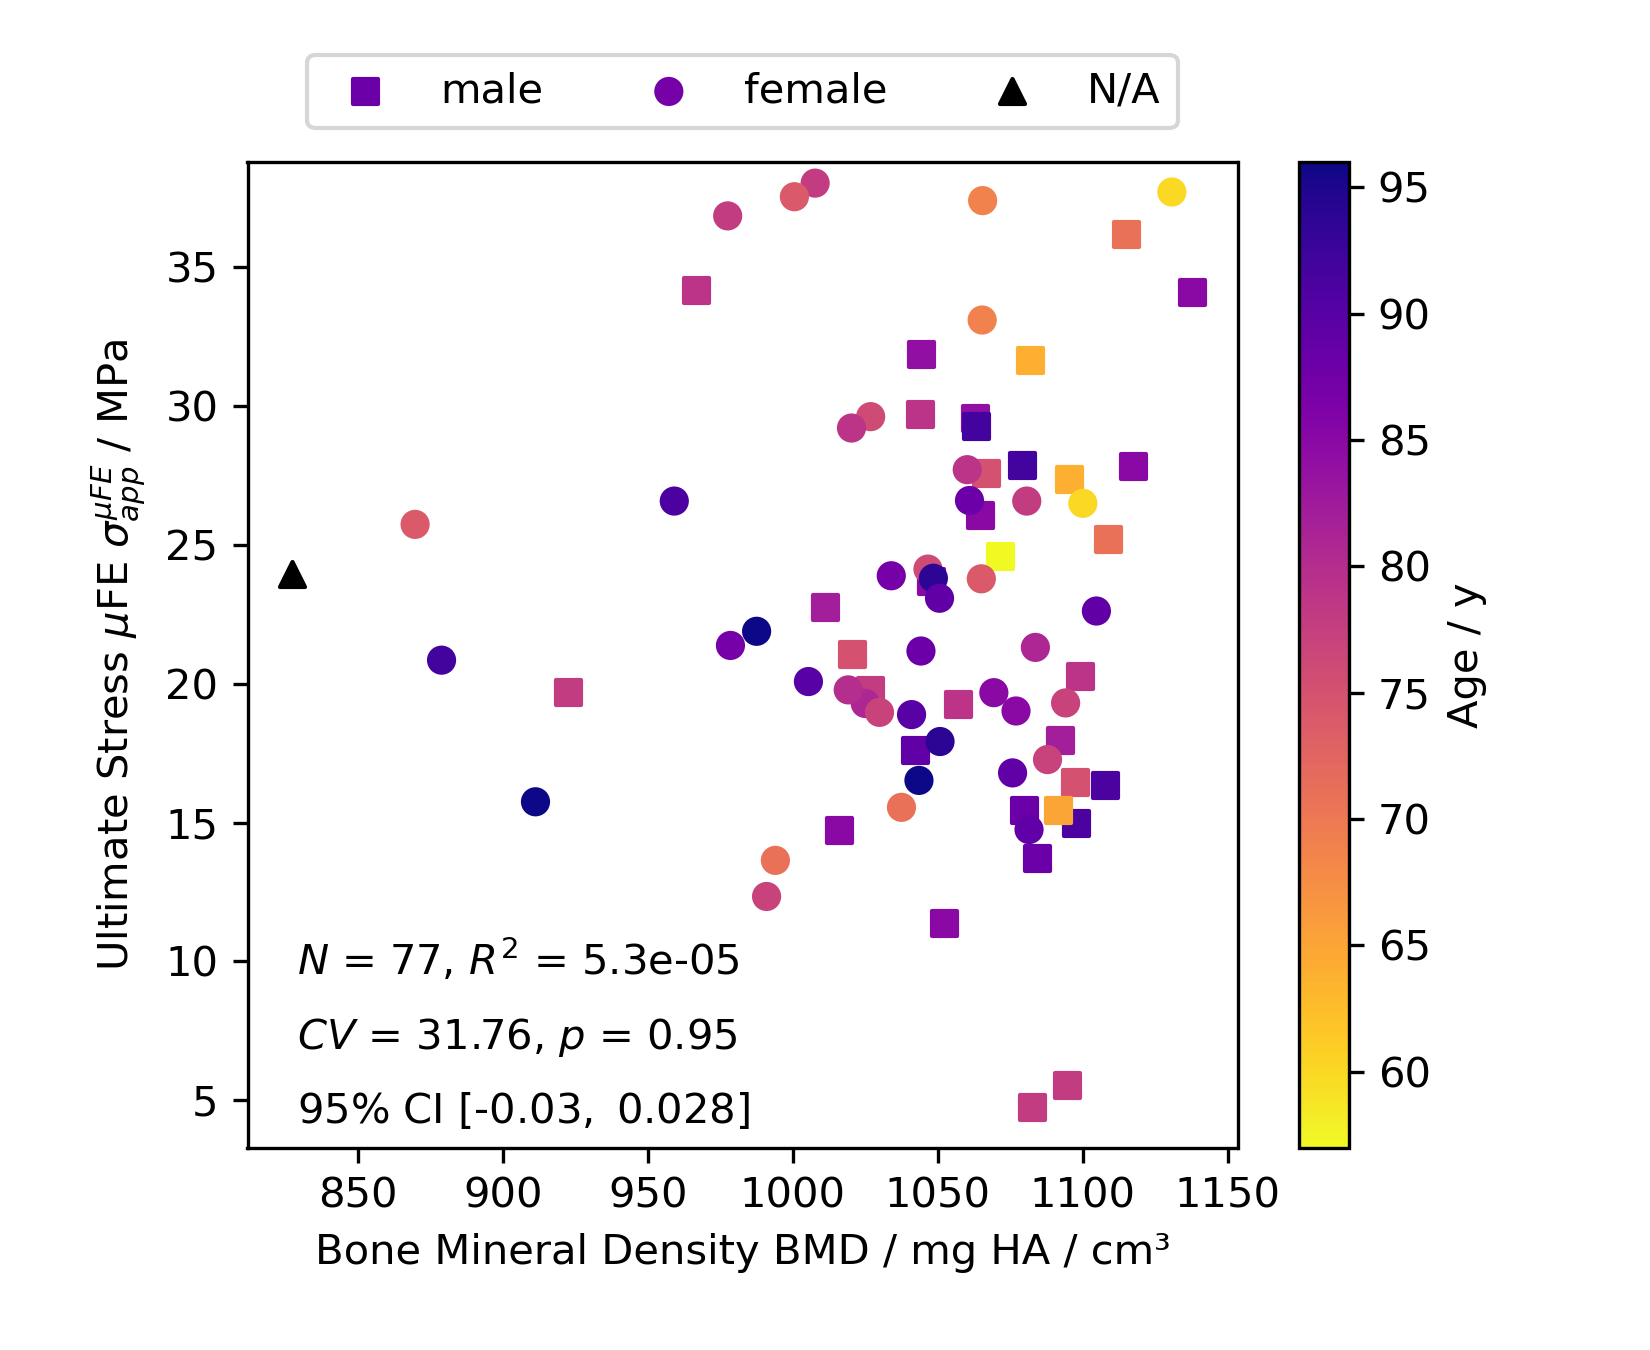 male female N/A
Ultimate Stress μFE σ_app^μFE / MPa
35
30
25
20
15
10
5
N = 77, R² = 5.3e-05
CV = 31.76, p = 0.95
95% CI [-0.03, 0.028]
850 900 950 1000 1050 1100 1150
Bone Mineral Density BMD / mg HA / cm³
95
90
85
80
75
70
65
60
Age / y